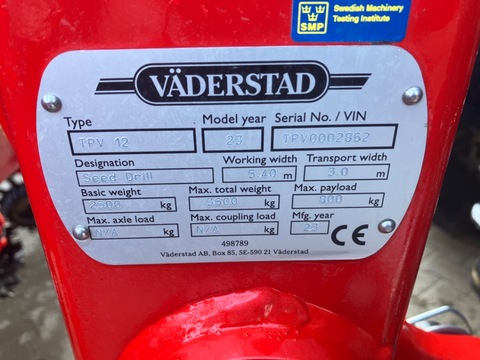 Swedish Machinery
Testing Institute
SMP
VÄDERSTAD
Type Model year Serial No. / VIN
TPV 12 23 TPV0002862
Designation Working width Transport width
Seed Drill 5.40 m 3.0 m
Basic weight Max. total weight Max. payload
kg kg 800 kg
Max. axle load Max. coupling load Mfg. year
N/A kg N/A kg 23 CE
498789
Väderstad AB, Box 85, SE-590 21 Väderstad